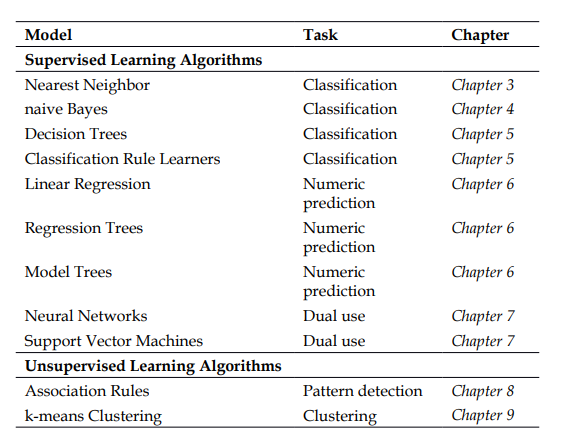 Model Task Chapter
Supervised Learning Algorithms
Nearest Neighbor Classification Chapter 3
naive Bayes Classification Chapter 4
Decision Trees Classification Chapter 5
Classification Rule Learners Classification Chapter 5
Linear Regression Numeric Chapter 6
prediction
Regression Trees Numeric Chapter 6
prediction
Model Trees Numeric Chapter 6
prediction
Neural Networks Dual use Chapter 7
Support Vector Machines Dual use Chapter 7
Unsupervised Learning Algorithms
Association Rules Pattern detection Chapter 8
k-means Clustering Clustering Chapter 9